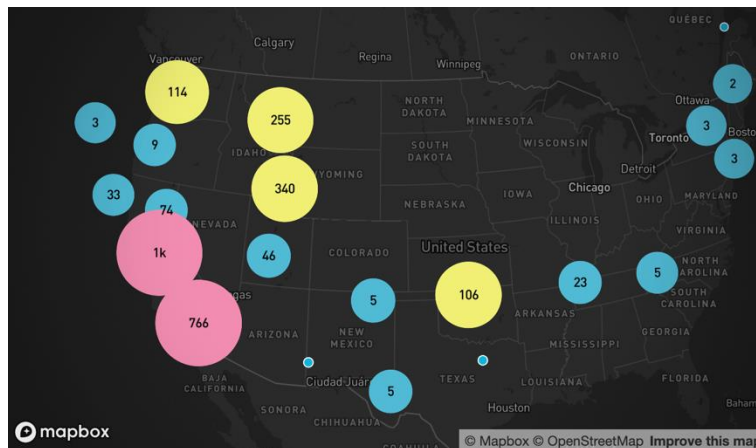 QUÉBEC
Calgary
Vancouver
Regina
Winnipeg
ONTARIO
114
2
NORTH
DAKOTA
Ottawa
3
255
MINNESOTA
3
9
Toronto
Bosto
IDAHO
WISCONSIN
3
SOUTH
DAKOTA
Detroit
340
YOMING
33
IOWA
Chicago
MARYLAND
74
NEBRASKA
OHIO
NEVADA
ILLINOIS
VIRGINIA
1k
46
COLORADO
United States
5
NORTH
CAROLINA
23
gas
5
106
SOUTH
CAROLINA
766
ARIZONA
NEW
MEXICO
ARKANSAS
GEORGIA
MISSISSIPPI
BAJA
CALIFORNIA
Ciudad Juár
TEXAS
LOUISIANA
FLORIDA
5
SONORA
Houston
Baham
CHIHUAHUA
mapbox
COAHUILA
© Mapbox © OpenStreetMap Improve this ma